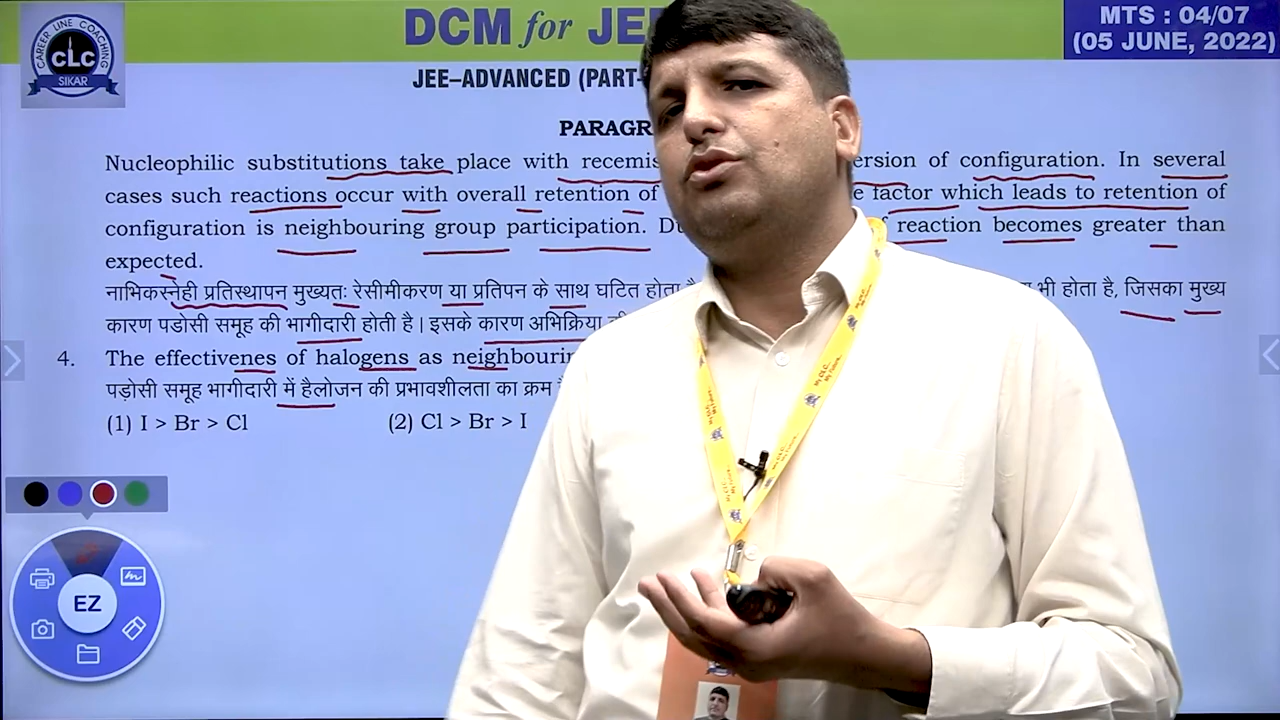 DCM for JEE
MTS : 04/07
(05 JUNE, 2022)
CAREER LINE COACHING
CLC
SIKAR
JEE–ADVANCED (PART-
PARAGR
Nucleophilic substitutions take place with recemis ersion of configuration. In several
cases such reactions occur with overall retention of factor which leads to retention of
configuration is neighbouring group participation. reaction becomes greater than
expected.
नाभिकस्नेही प्रतिस्थापन मुख्यतः रेसीमीकरण या प्रतिपन के साथ घटित होता भी होता है, जिसका मुख्य
कारण पडोसी समूह की भागीदारी होती है। इसके कारण अभिक्रिया
4. The effectivenes of halogens as neighbourin
पड़ोसी समूह भागीदारी में हैलोजन की प्रभावशीलता का क्रम
(1) I > Br > Cl (2) Cl > Br > I
EZ